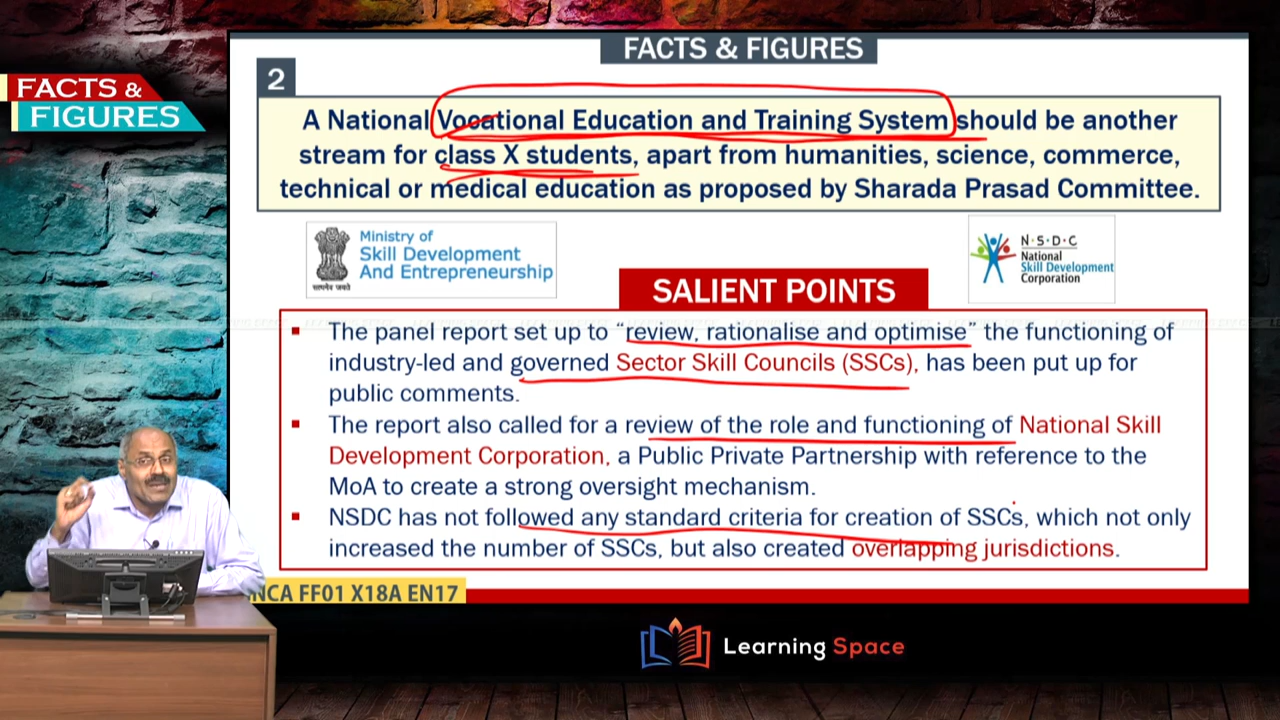 FACTS & FIGURES
FACTS &
FIGURES
2
A National Vocational Education and Training System should be another
stream for class X students, apart from humanities, science, commerce,
technical or medical education as proposed by Sharada Prasad Committee.
Ministry of
Skill Development
And Entrepreneurship
सत्यमेव जयते
N·S·D·C
National
Skill Development
Corporation
SALIENT POINTS
▪ The panel report set up to “review, rationalise and optimise” the functioning of
industry-led and governed Sector Skill Councils (SSCs), has been put up for
public comments.
▪ The report also called for a review of the role and functioning of National Skill
Development Corporation, a Public Private Partnership with reference to the
MoA to create a strong oversight mechanism.
▪ NSDC has not followed any standard criteria for creation of SSCs, which not only
increased the number of SSCs, but also created overlapping jurisdictions.
NCA FF01 X18A EN17
Learning Space